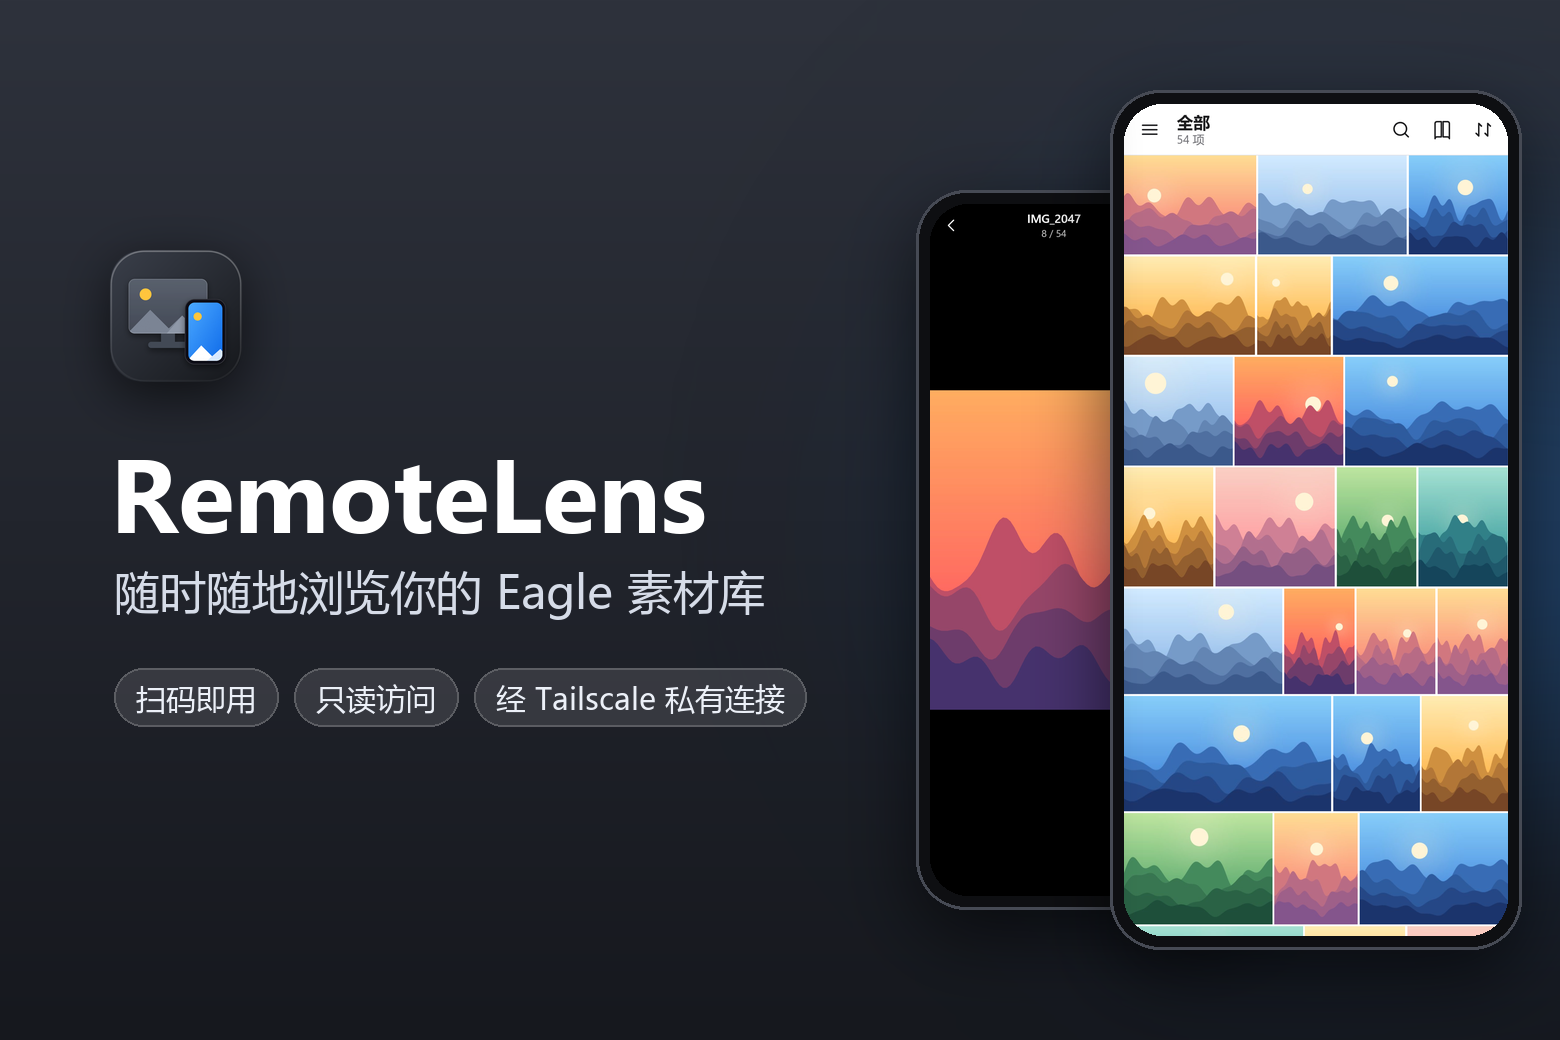 RemoteLens
随时随地浏览你的 Eagle 素材库
扫码即用
只读访问
经 Tailscale 私有连接
IMG_2047
8 / 54
全部
54 项